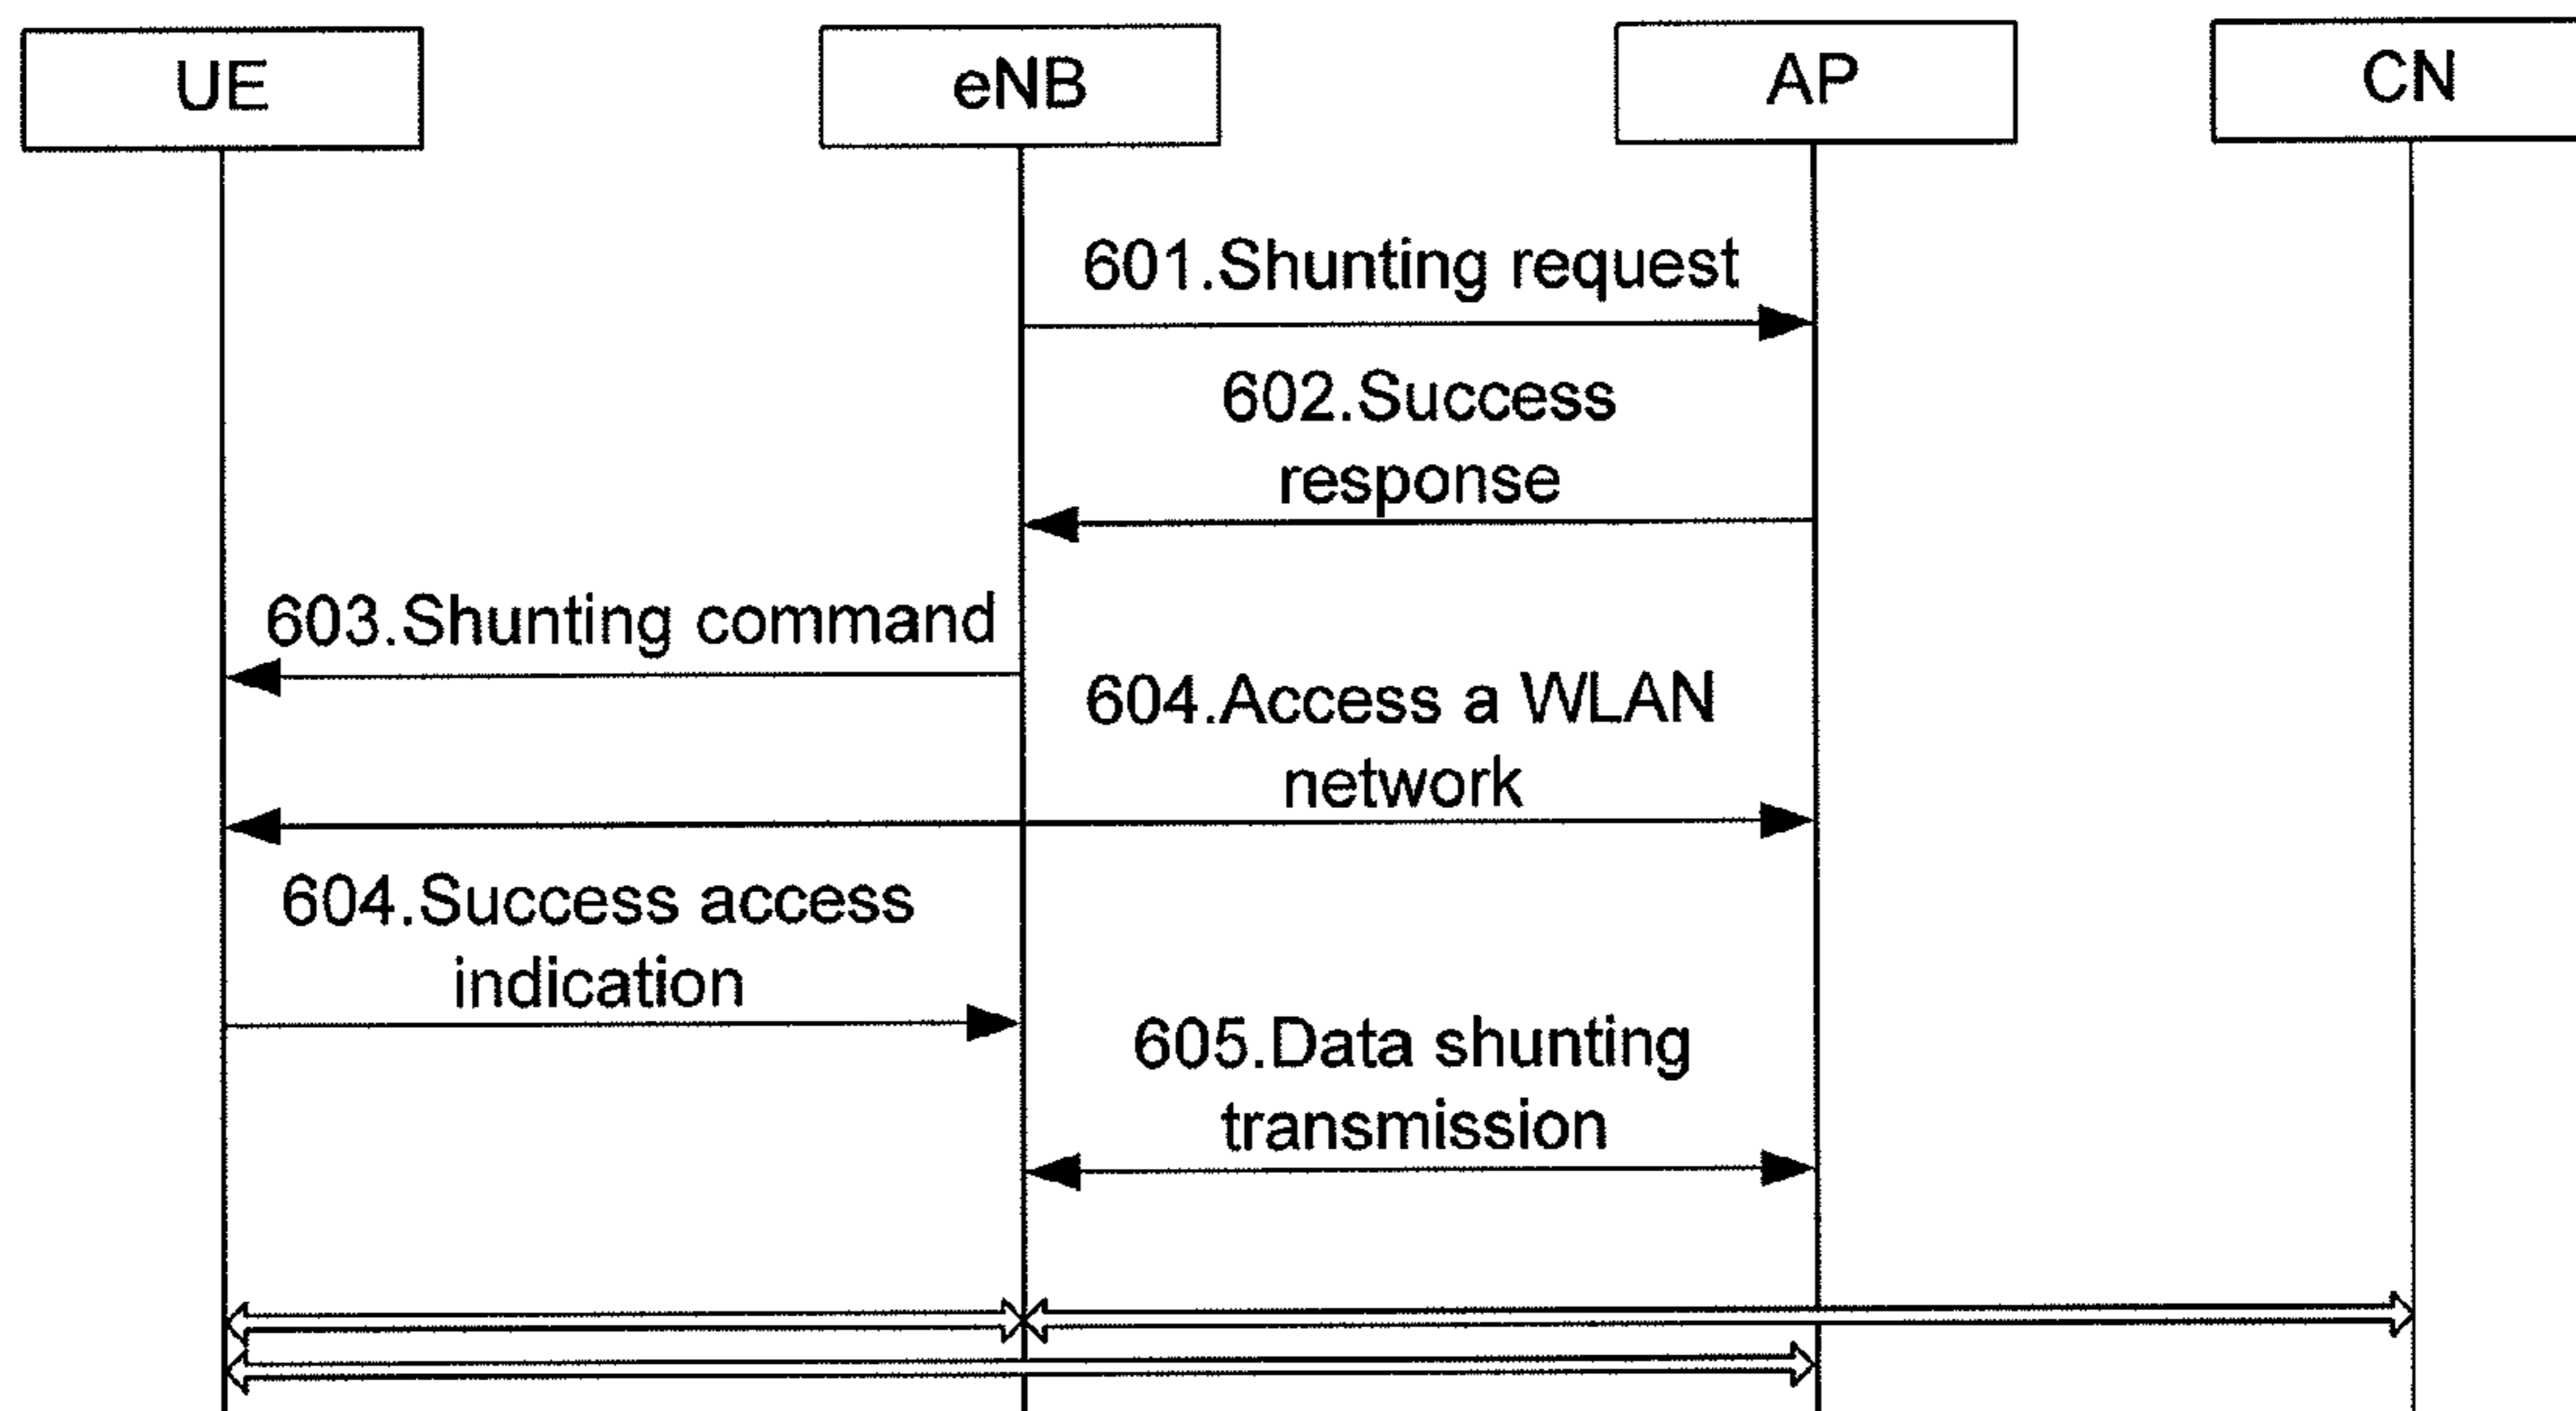 UE
eNB
AP
CN
601.Shunting request
602.Success
response
603.Shunting command
604.Access a WLAN
network
604.Success access
indication
605.Data shunting
transmission